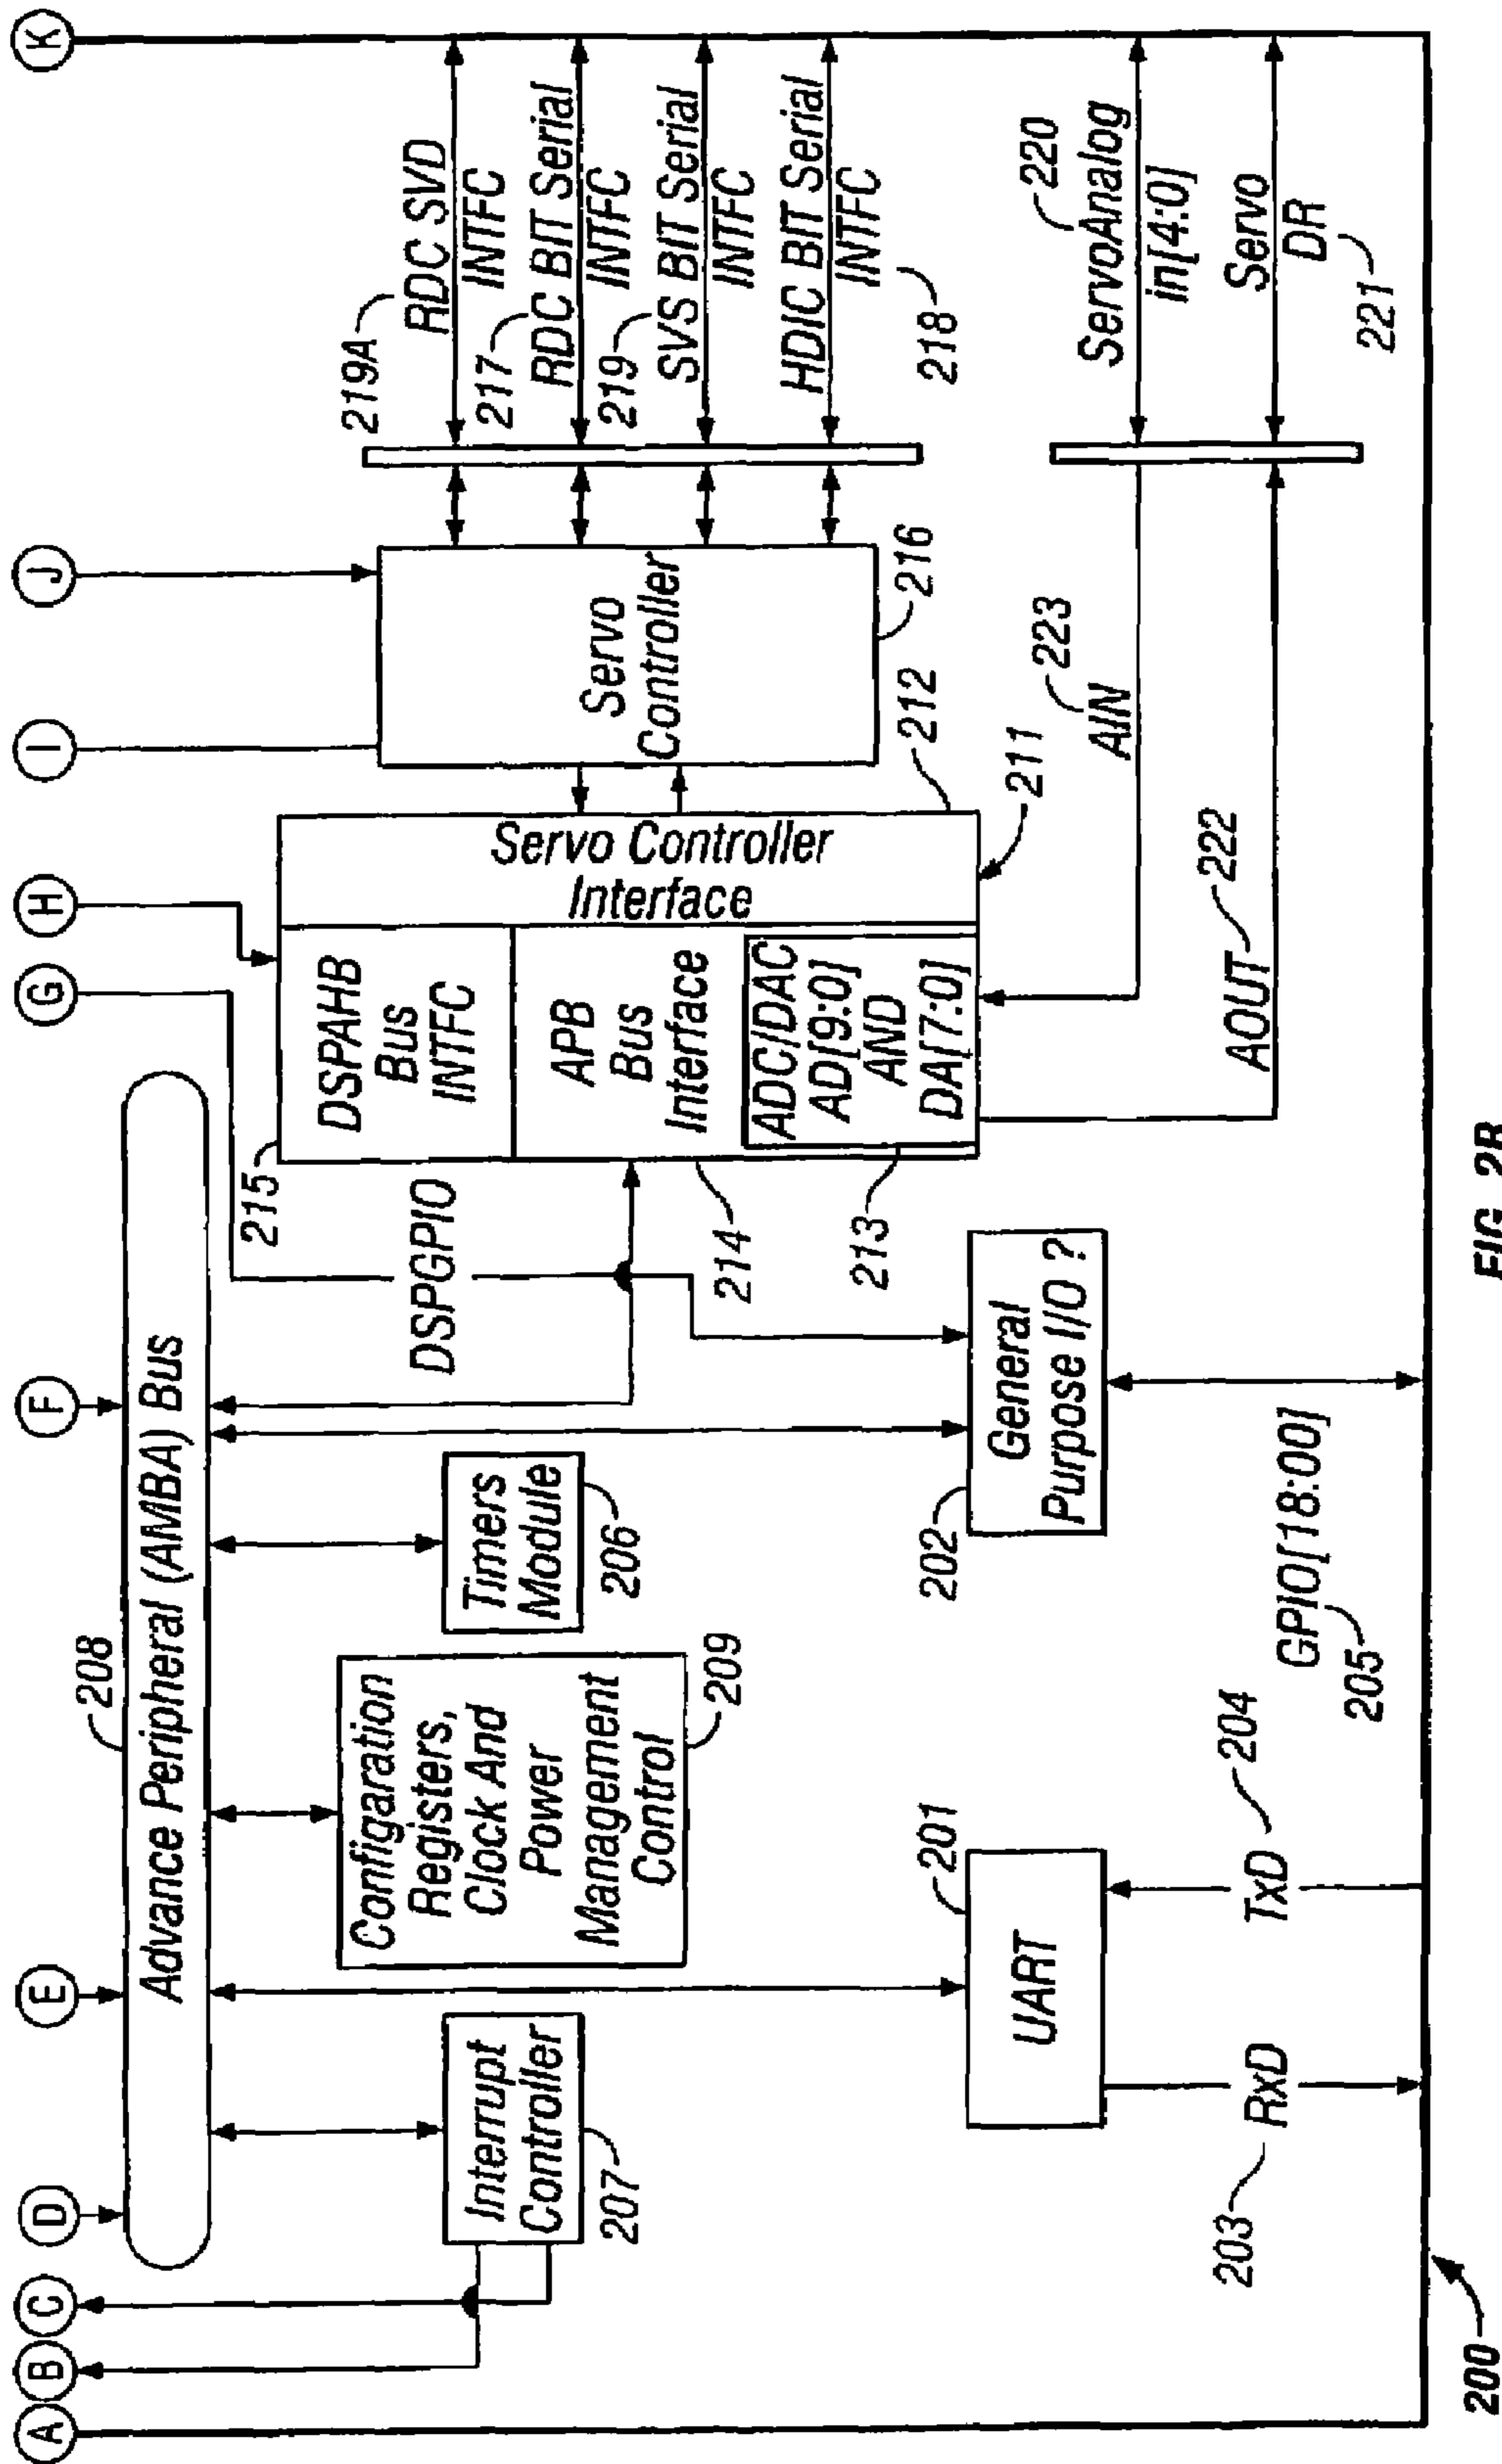 A
B
C
D
E
F
G
H
I
J
K
208
Advance Peripheral (AMBA) Bus
Interrupt
Controller
207
Configaration
Registers,
Clock And
Power
Management
Control
209
Timers
Module
206
DSPGPIO
215
DSPAHB
Bus
INTFC
APB
Bus
Interface
214
ADC/DAC
AD[9:0]
AND
DA[7:0]
213
Servo Controller
Interface
212
211
Servo
Controller
216
219A
RDC SVD
INTFC
217
RDC BIT Serial
INTFC
219
SVS BIT Serial
INTFC
HDIC BIT Serial
INTFC
218
220
ServoAnalog
in[4:0]
Servo
DR
221
223
AIN
AOUT
222
UART
201
203
RxD
TxD
204
General
Purpose I/O ?
202
GPIO[18:00]
205
200
FIG. 2B